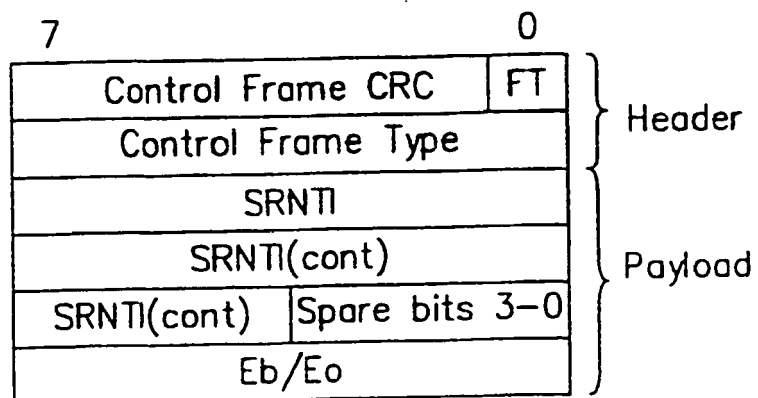 7 0
Control Frame CRC FT
Header
Control Frame Type
SRNTI
SRNTI(cont)
Payload
SRNTI(cont) Spare bits 3-0
Eb/Eo